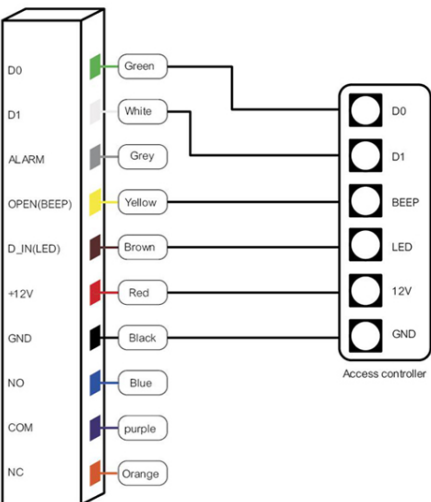 D0
Green
D1
White
ALARM
Grey
OPEN(BEEP)
Yellow
D_IN(LED)
Brown
+12V
Red
GND
Black
NO
Blue
COM
purple
NC
Orange
D0
D1
BEEP
LED
12V
GND
Access controller